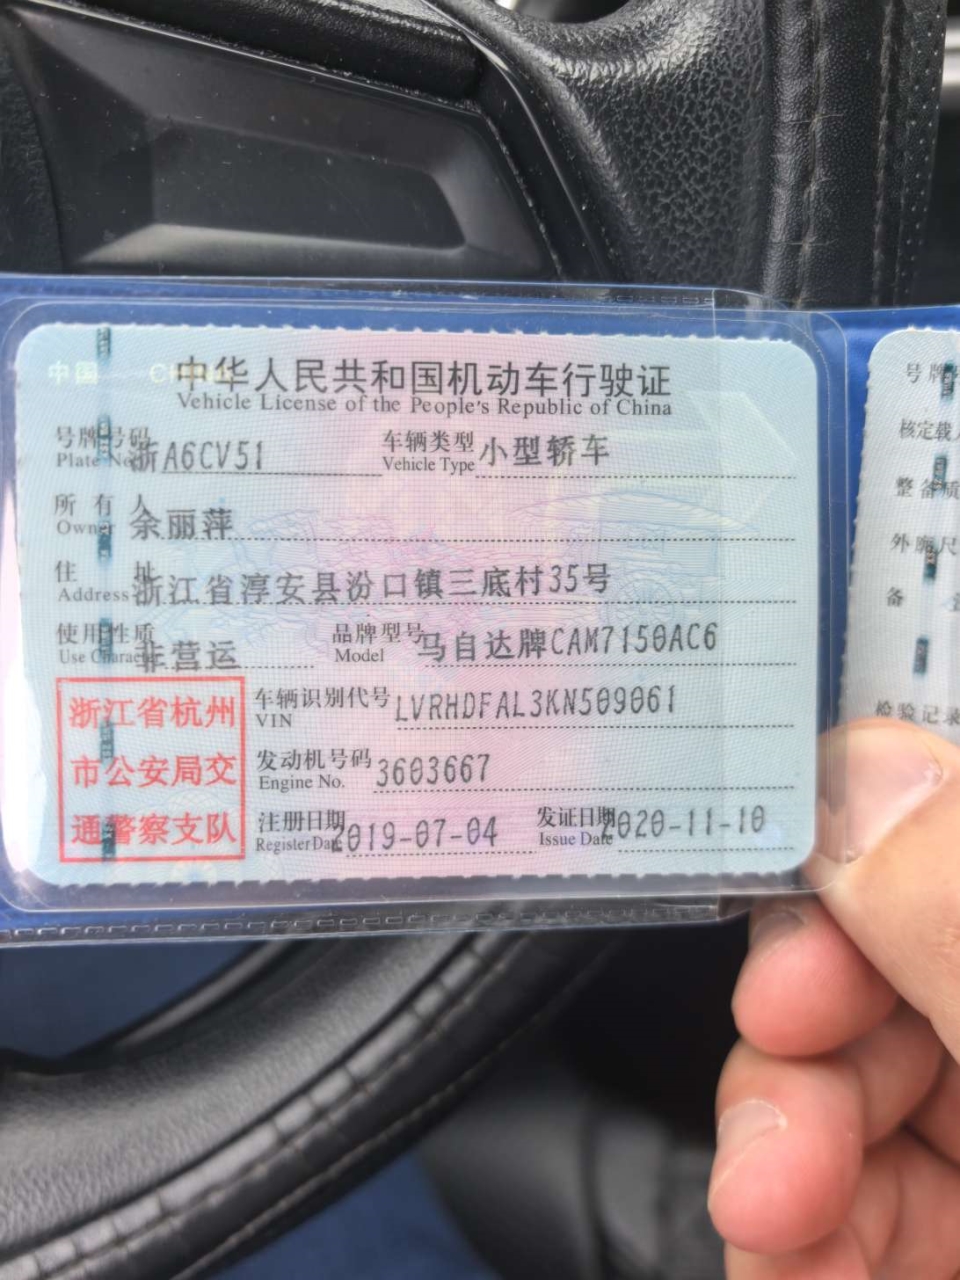 中国 CHINA
中华人民共和国机动车行驶证
Vehicle License of the People's Republic of China
号牌号码 浙A6CV51 车辆类型 小型轿车
Plate No. Vehicle Type
所有人 余丽萍
Owner
住址 浙江省淳安县汾口镇三底村35号
Address
使用性质 非营运 品牌型号 马自达牌CAM7150AC6
Use Character Model
浙江省杭州
市公安局交
通警察支队
车辆识别代号 LVRHDFAL3KN509061
VIN
发动机号码 3603667
Engine No.
注册日期 2019-07-04 发证日期 2020-11-10
Register Date Issue Date
号牌
核定载
整备质
外廓尺
备
检验记录